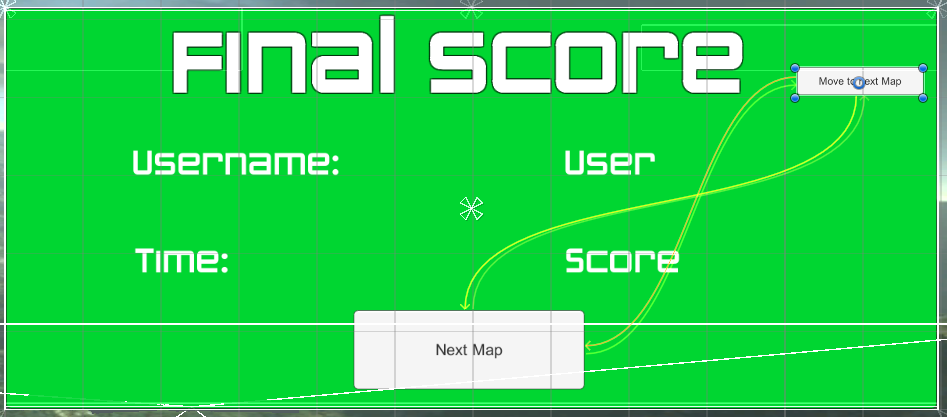 Final Score
Move to next Map
Username:
User
Time:
Score
Next Map